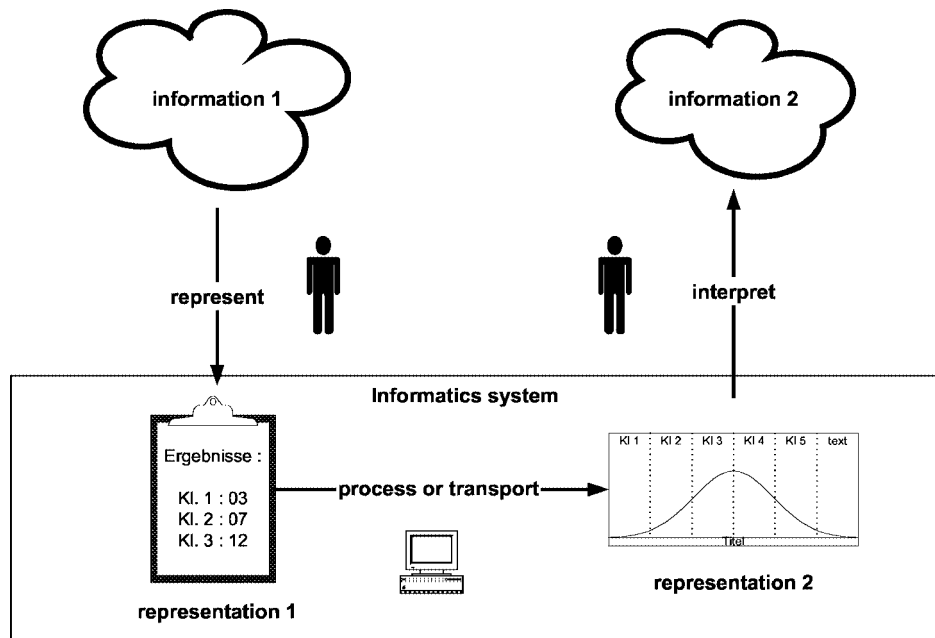 information 1
information 2
represent
interpret
Informatics system
Ergebnisse :
Kl. 1 : 03
Kl. 2 : 07
Kl. 3 : 12
process or transport
Kl 1 Kl 2 Kl 3 Kl 4 Kl 5 text
Titel
representation 1
representation 2